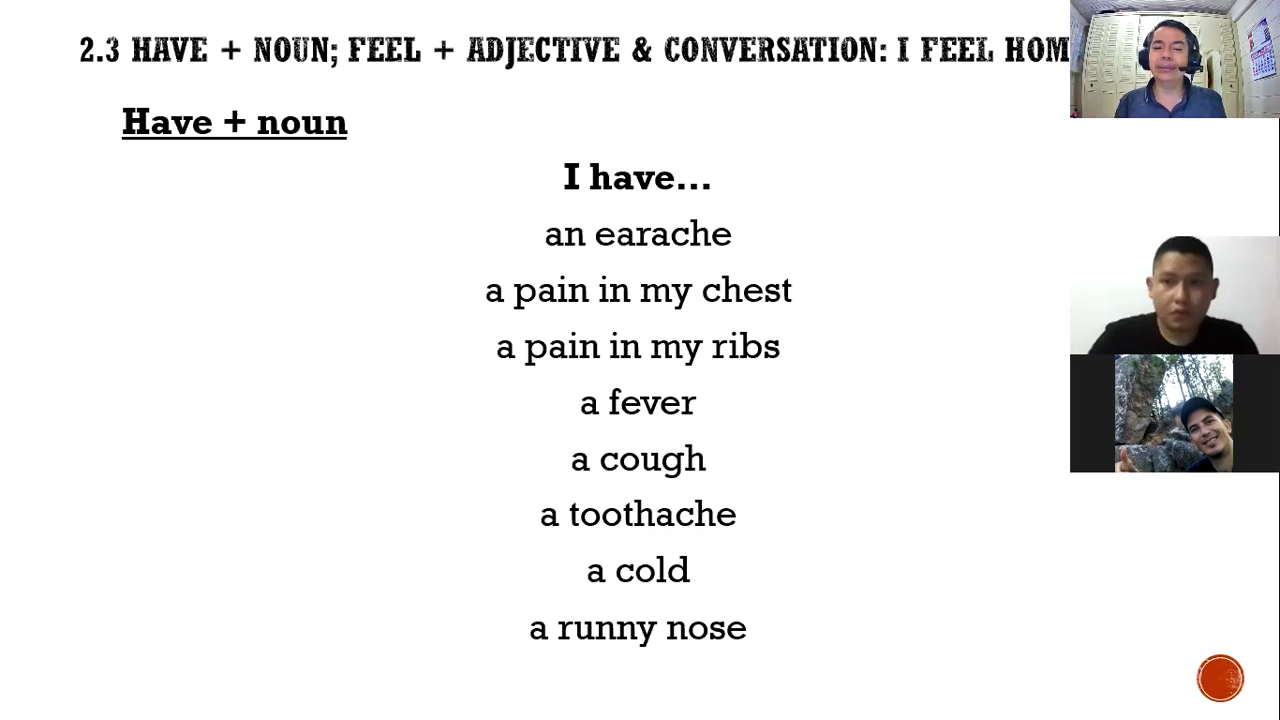 2.3 HAVE + NOUN; FEEL + ADJECTIVE & CONVERSATION: I FEEL HOM
Have + noun
I have...
an earache
a pain in my chest
a pain in my ribs
a fever
a cough
a toothache
a cold
a runny nose